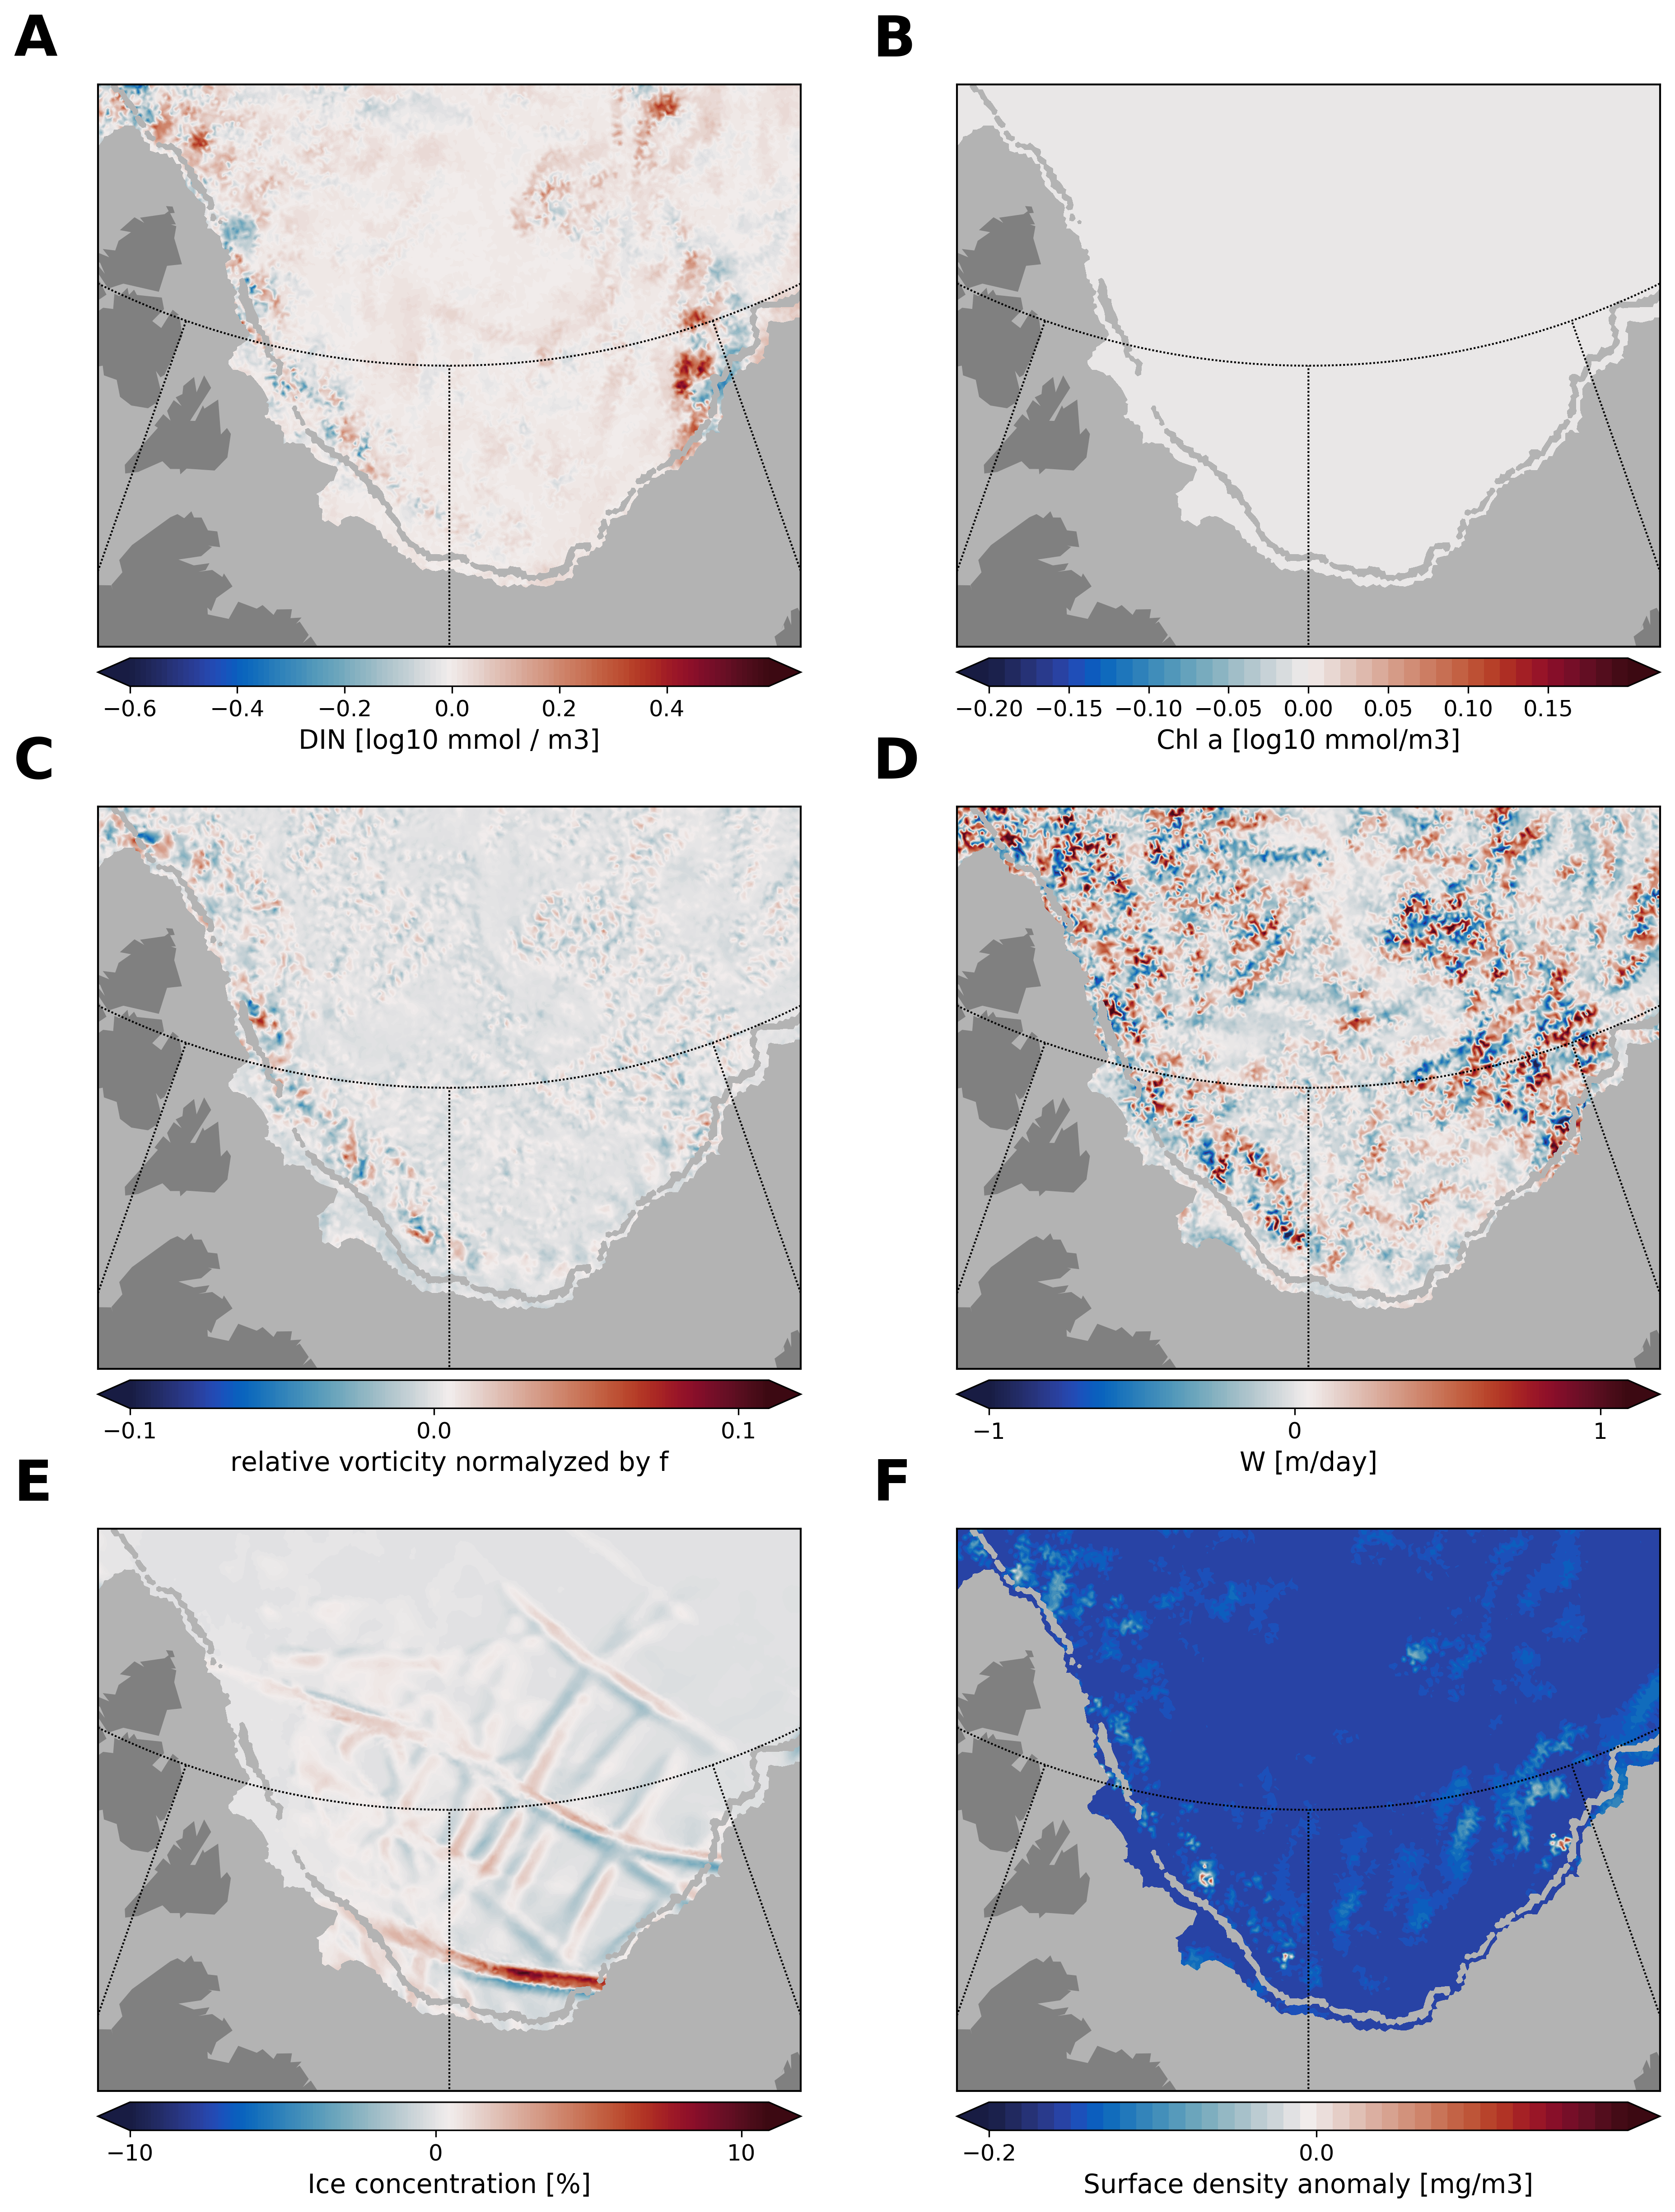 A
B
−0.6 −0.4 −0.2 0.0 0.2 0.4
DIN [log10 mmol / m3]
−0.20 −0.15 −0.10 −0.05 0.00 0.05 0.10 0.15
Chl a [log10 mmol/m3]
C
D
−0.1 0.0 0.1
relative vorticity normalyzed by f
−1 0 1
W [m/day]
E
F
−10 0 10
Ice concentration [%]
−0.2 0.0
Surface density anomaly [mg/m3]